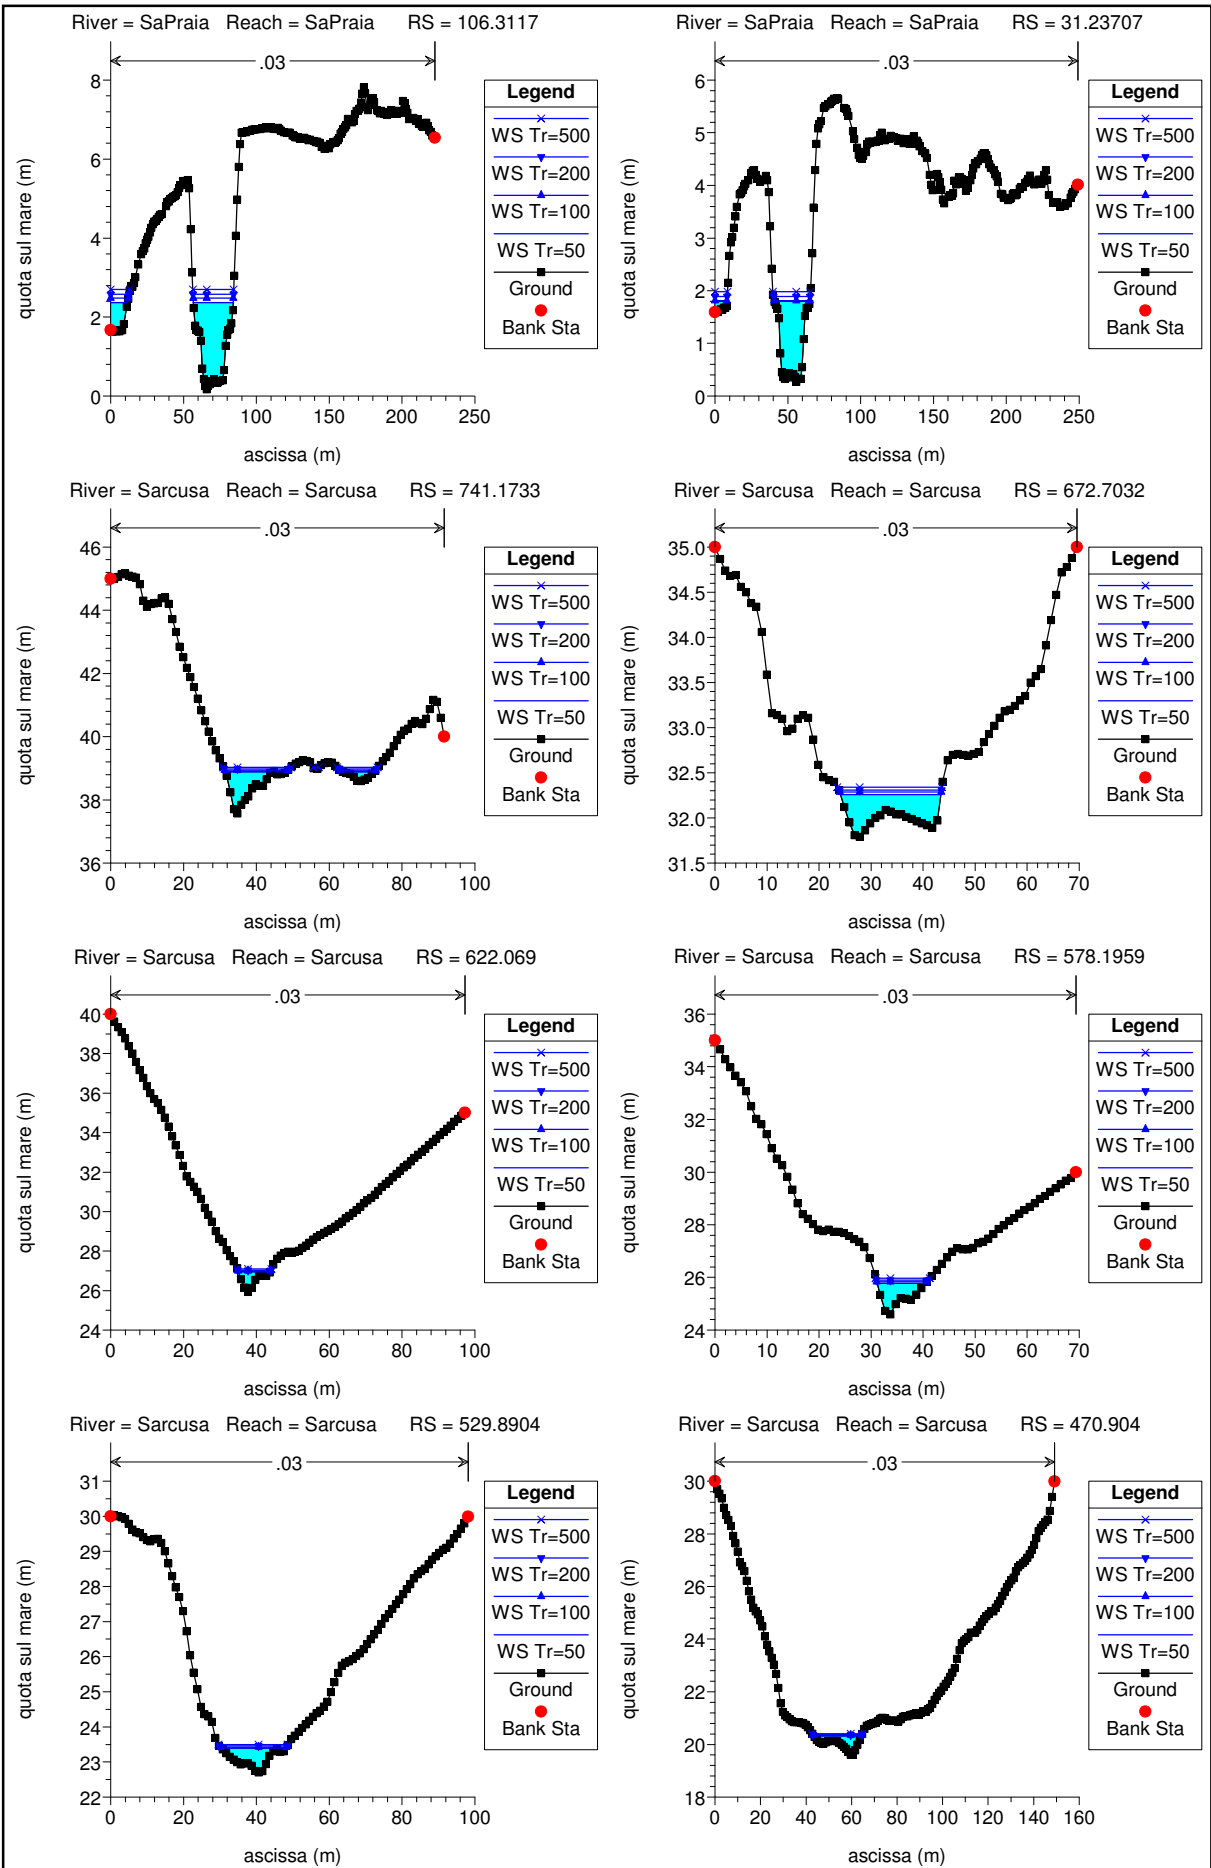 River = SaPraia Reach = SaPraia RS = 106.3117
.03
8
6
4
2
0
0 50 100 150 200 250
quota sul mare (m)
ascissa (m)
Legend
WS Tr=500
WS Tr=200
WS Tr=100
WS Tr=50
Ground
Bank Sta
River = SaPraia Reach = SaPraia RS = 31.23707
.03
6
5
4
3
2
1
0
0 50 100 150 200 250
quota sul mare (m)
ascissa (m)
Legend
WS Tr=500
WS Tr=200
WS Tr=100
WS Tr=50
Ground
Bank Sta
River = Sarcusa Reach = Sarcusa RS = 741.1733
.03
46
44
42
40
38
36
0 20 40 60 80 100
quota sul mare (m)
ascissa (m)
Legend
WS Tr=500
WS Tr=200
WS Tr=100
WS Tr=50
Ground
Bank Sta
River = Sarcusa Reach = Sarcusa RS = 672.7032
.03
35.0
34.5
34.0
33.5
33.0
32.5
32.0
31.5
0 10 20 30 40 50 60 70
quota sul mare (m)
ascissa (m)
Legend
WS Tr=500
WS Tr=200
WS Tr=100
WS Tr=50
Ground
Bank Sta
River = Sarcusa Reach = Sarcusa RS = 622.069
.03
40
38
36
34
32
30
28
26
24
0 20 40 60 80 100
quota sul mare (m)
ascissa (m)
Legend
WS Tr=500
WS Tr=200
WS Tr=100
WS Tr=50
Ground
Bank Sta
River = Sarcusa Reach = Sarcusa RS = 578.1959
.03
36
34
32
30
28
26
24
0 10 20 30 40 50 60 70
quota sul mare (m)
ascissa (m)
Legend
WS Tr=500
WS Tr=200
WS Tr=100
WS Tr=50
Ground
Bank Sta
River = Sarcusa Reach = Sarcusa RS = 529.8904
.03
31
30
29
28
27
26
25
24
23
22
0 20 40 60 80 100
quota sul mare (m)
ascissa (m)
Legend
WS Tr=500
WS Tr=200
WS Tr=100
WS Tr=50
Ground
Bank Sta
River = Sarcusa Reach = Sarcusa RS = 470.904
.03
30
28
26
24
22
20
18
0 20 40 60 80 100 120 140 160
quota sul mare (m)
ascissa (m)
Legend
WS Tr=500
WS Tr=200
WS Tr=100
WS Tr=50
Ground
Bank Sta